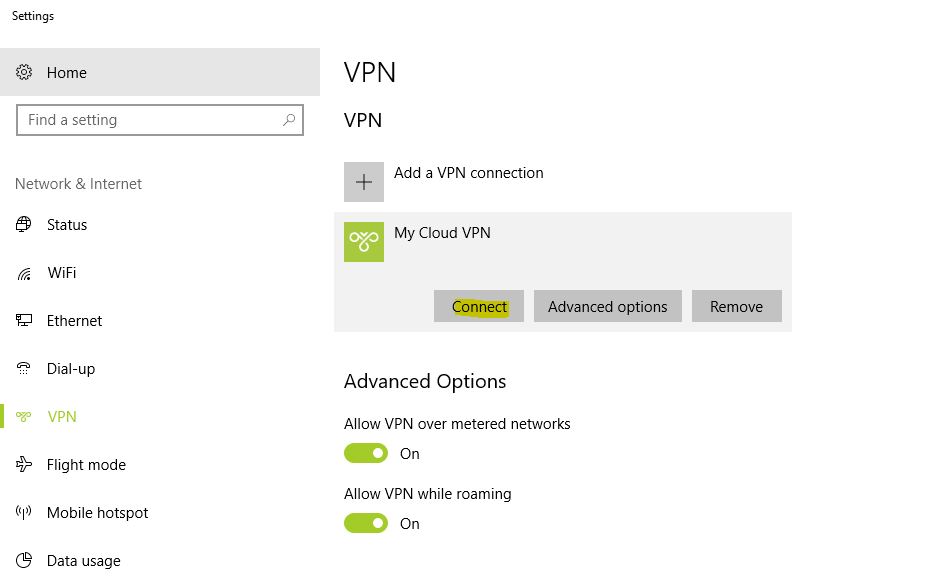 Settings
Home
Find a setting
Network & Internet
Status
WiFi
Ethernet
Dial-up
VPN
Flight mode
Mobile hotspot
Data usage
VPN
VPN
Add a VPN connection
My Cloud VPN
Connect Advanced options Remove
Advanced Options
Allow VPN over metered networks
On
Allow VPN while roaming
On